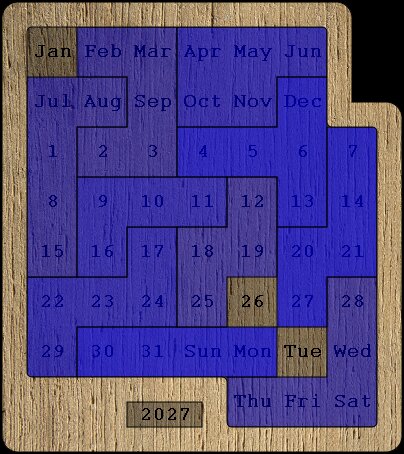 Jan Feb Mar Apr May Jun
Jul Aug Sep Oct Nov Dec
1 2 3 4 5 6 7
8 9 10 11 12 13 14
15 16 17 18 19 20 21
22 23 24 25 26 27 28
29 30 31 Sun Mon Tue Wed
Thu Fri Sat
2027